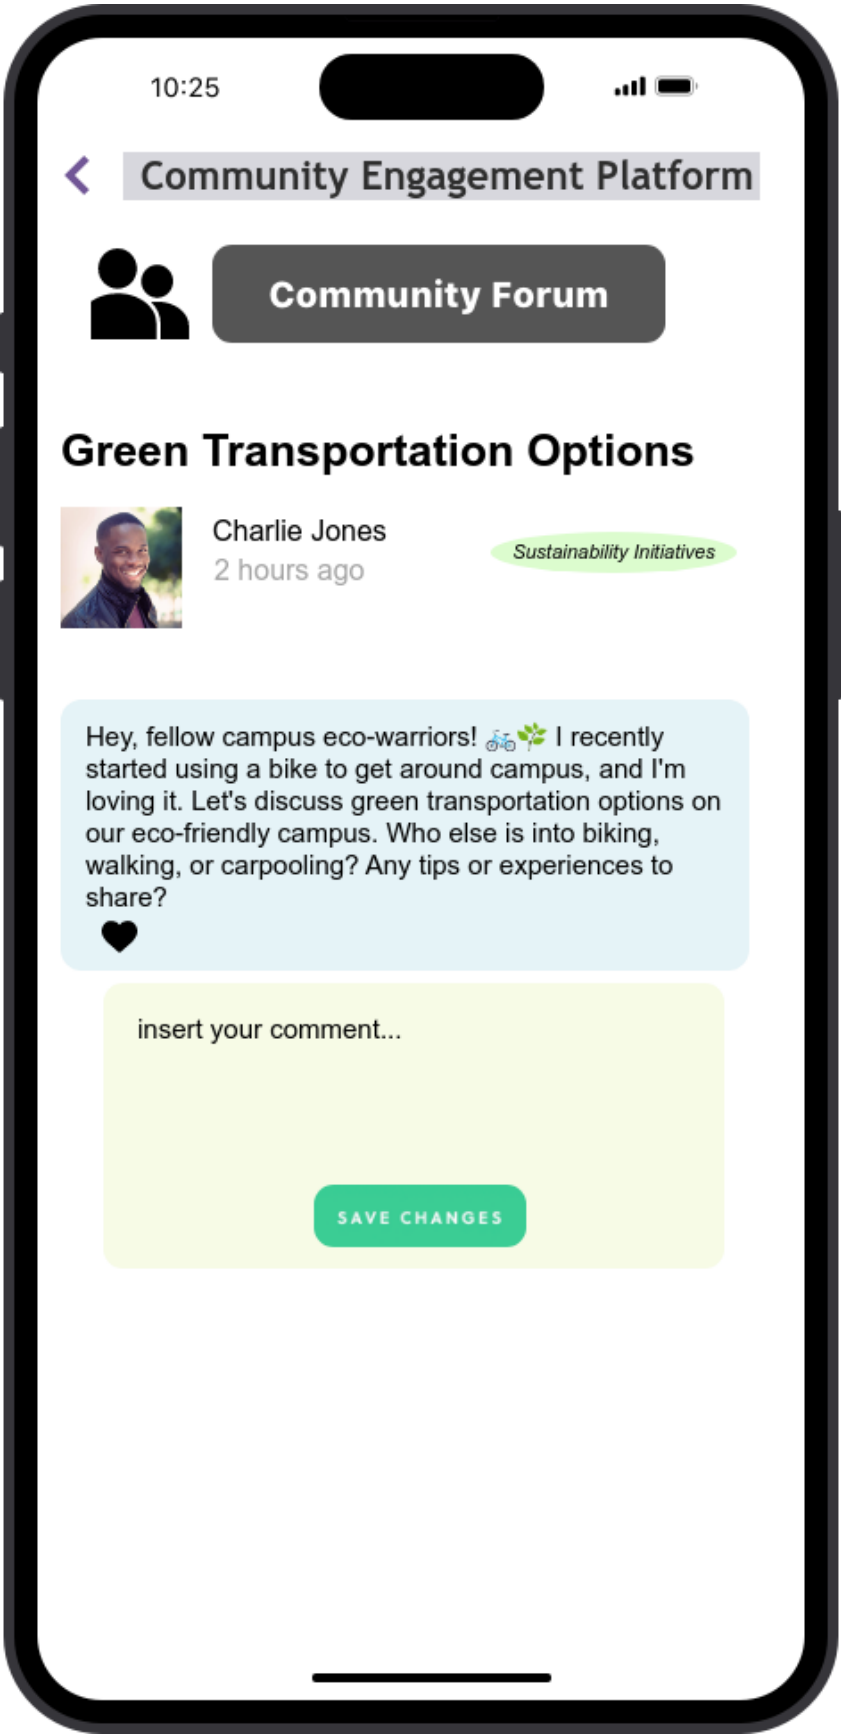 10:25
Community Engagement Platform
Community Forum
Green Transportation Options
Charlie Jones
2 hours ago
Sustainability Initiatives
Hey, fellow campus eco-warriors! 🚲🌿 I recently
started using a bike to get around campus, and I'm
loving it. Let's discuss green transportation options on
our eco-friendly campus. Who else is into biking,
walking, or carpooling? Any tips or experiences to
share?
insert your comment...
SAVE CHANGES